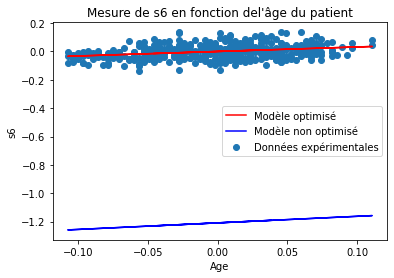 Mesure de s6 en fonction del'âge du patient
0.2
0.0
−0.2
−0.4
−0.6
−0.8
−1.0
−1.2
s6
Modèle optimisé
Modèle non optimisé
Données expérimentales
−0.10
−0.05
0.00
0.05
0.10
Age